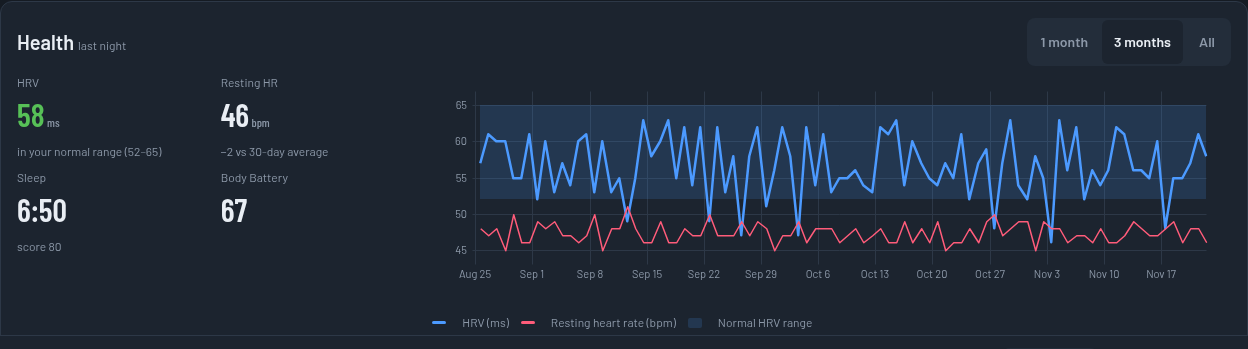 Health last night
1 month 3 months All
HRV Resting HR
58 ms 46 bpm
in your normal range (52–65) −2 vs 30-day average
Sleep Body Battery
6:50 67
score 80
65
60
55
50
45
Aug 25 Sep 1 Sep 8 Sep 15 Sep 22 Sep 29 Oct 6 Oct 13 Oct 20 Oct 27 Nov 3 Nov 10 Nov 17
HRV (ms) Resting heart rate (bpm) Normal HRV range